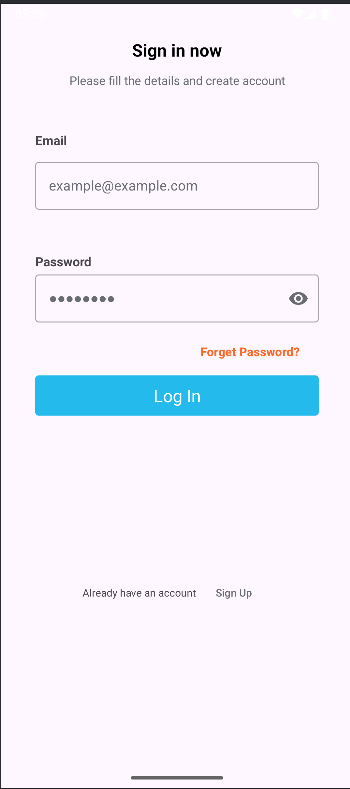 Sign in now
Please fill the details and create account
Email
example@example.com
Password
Forget Password?
Log In
Already have an account Sign Up